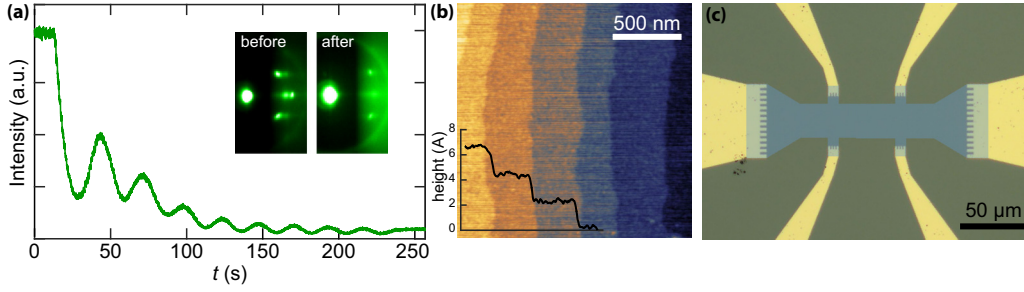 (a)
Intensity (a.u.)
before
after
0
50
100
150
200
250
t (s)
(b)
500 nm
height (A)
8
6
4
2
0
(c)
50 µm